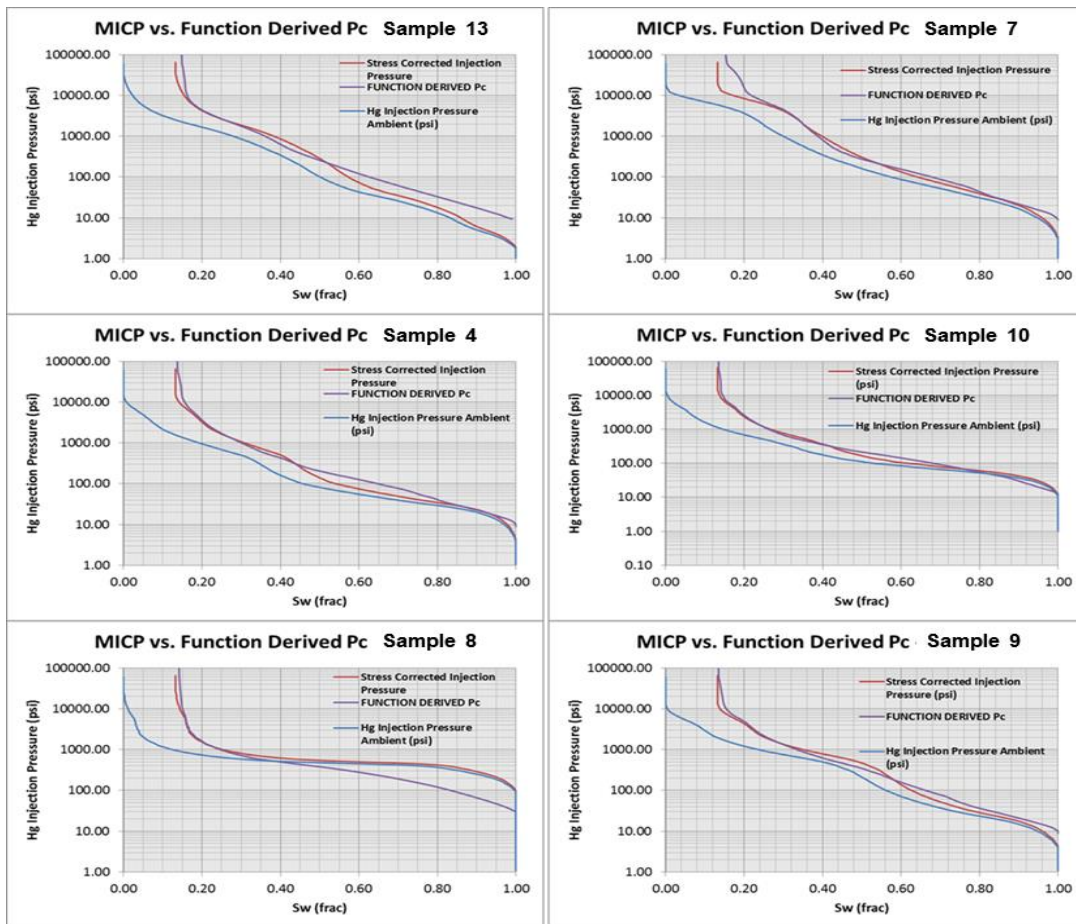 MICP vs. Function Derived Pc Sample 13
Hg Injection Pressure (psi)
100000.00
10000.00
1000.00
100.00
10.00
1.00
Stress Corrected Injection
Pressure
FUNCTION DERIVED Pc
Hg Injection Pressure
Ambient (psi)
0.00 0.20 0.40 0.60 0.80 1.00
Sw (frac)
MICP vs. Function Derived Pc Sample 7
Hg Injection Pressure (psi)
100000.00
10000.00
1000.00
100.00
10.00
1.00
Stress Corrected Injection Pressure
FUNCTION DERIVED Pc
Hg Injection Pressure Ambient (psi)
0.00 0.20 0.40 0.60 0.80 1.00
Sw (frac)
MICP vs. Function Derived Pc Sample 4
Hg Injection Pressure (psi)
100000.00
10000.00
1000.00
100.00
10.00
1.00
Stress Corrected Injection
Pressure
FUNCTION DERIVED Pc
Hg Injection Pressure Ambient
(psi)
0.00 0.20 0.40 0.60 0.80 1.00
Sw (frac)
MICP vs. Function Derived Pc Sample 10
Hg Injection Pressure (psi)
100000.00
10000.00
1000.00
100.00
10.00
1.00
0.10
Stress Corrected Injection Pressure
(psi)
FUNCTION DERIVED Pc
Hg Injection Pressure Ambient (psi)
0.00 0.20 0.40 0.60 0.80 1.00
Sw (frac)
MICP vs. Function Derived Pc Sample 8
Hg Injection Pressure (psi)
100000.00
10000.00
1000.00
100.00
10.00
1.00
Stress Corrected Injection
Pressure
FUNCTION DERIVED Pc
Hg Injection Pressure
Ambient (psi)
0.00 0.20 0.40 0.60 0.80 1.00
Sw (frac)
MICP vs. Function Derived Pc Sample 9
Hg Injection Pressure (psi)
100000.00
10000.00
1000.00
100.00
10.00
1.00
Stress Corrected Injection
Pressure (psi)
FUNCTION DERIVED Pc
Hg Injection Pressure Ambient
(psi)
0.00 0.20 0.40 0.60 0.80 1.00
Sw (frac)